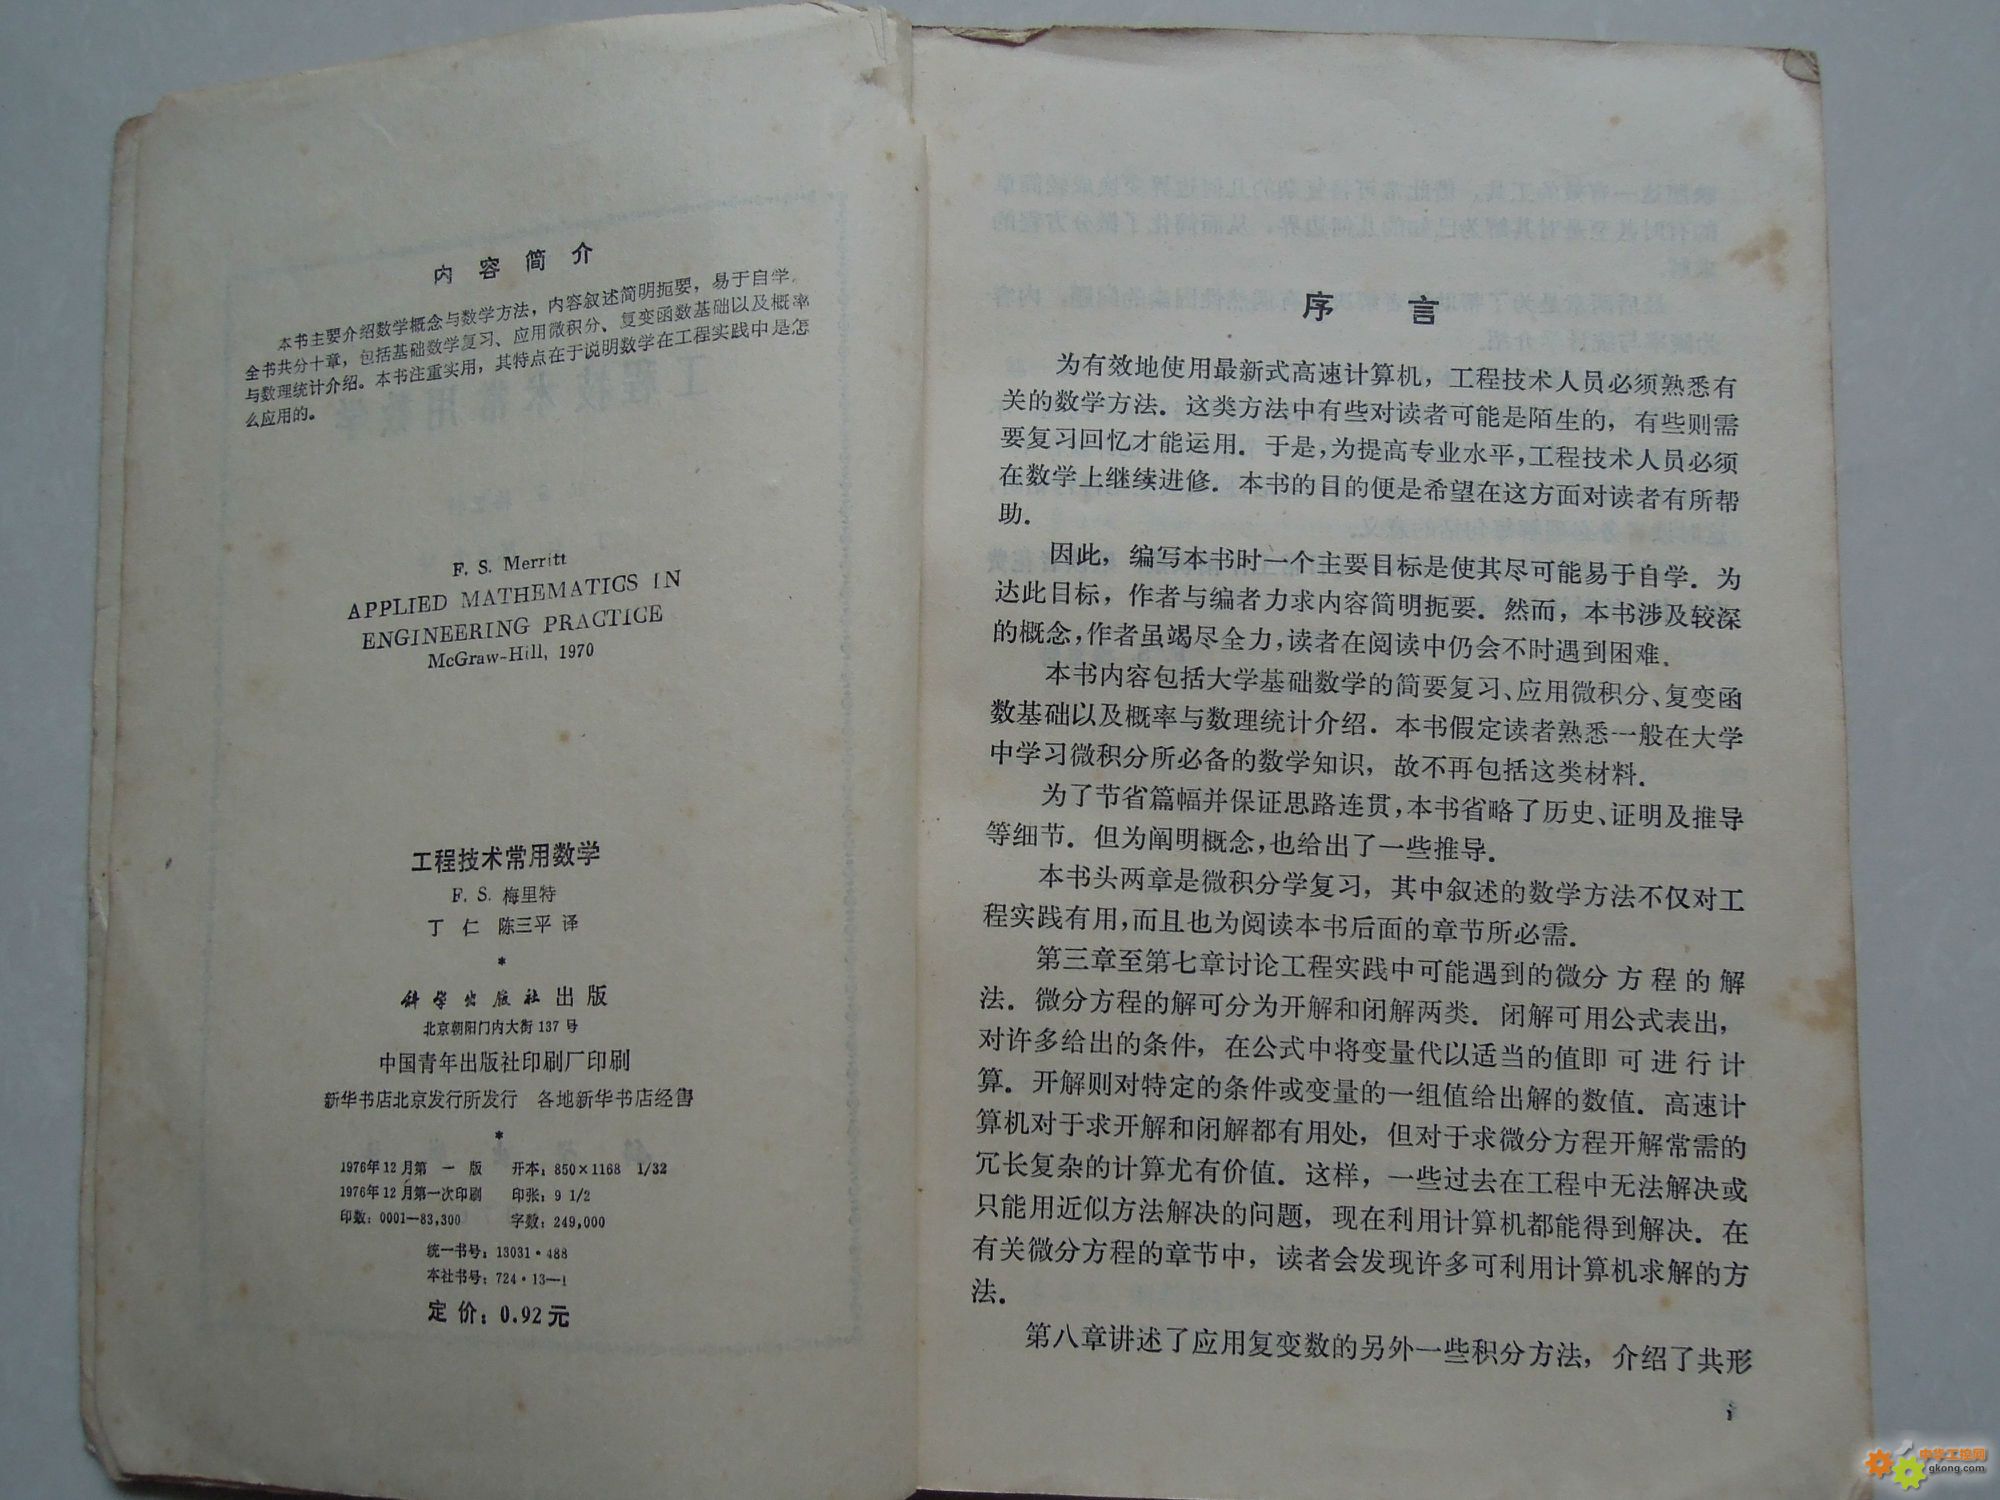 内容简介
本书主要介绍数学概念与数学方法，内容叙述简明扼要，易于自学。
全书共分十章，包括基础数学复习、应用微积分、复变函数基础以及概率
与数理统计介绍。本书注重实用，其特点在于说明数学在工程实践中是怎
么应用的。
F. S. Merritt
APPLIED MATHEMATICS IN
ENGINEERING PRACTICE
McGraw-Hill, 1970
工程技术常用数学
F. S. 梅里特
丁仁 陈三平 译
*
科学出版社 出版
北京朝阳门内大街 137 号
中国青年出版社印刷厂印刷
新华书店北京发行所发行 各地新华书店经售
*
1976年12月第一版 开本：850×1168 1/32
1976年12月第一次印刷 印张：9 1/2
印数：0001—83,300 字数：249,000
统一书号：13031·488
本社书号：724·13—1
定价：0.92元
序言
为有效地使用最新式高速计算机，工程技术人员必须熟悉有
关的数学方法．这类方法中有些对读者可能是陌生的，有些则需
要复习回忆才能运用．于是，为提高专业水平，工程技术人员必须
在数学上继续进修．本书的目的便是希望在这方面对读者有所帮
助．
因此，编写本书时一个主要目标是使其尽可能易于自学．为
达此目标，作者与编者力求内容简明扼要．然而，本书涉及较深
的概念，作者虽竭尽全力，读者在阅读中仍会不时遇到困难．
本书内容包括大学基础数学的简要复习、应用微积分、复变函
数基础以及概率与数理统计介绍．本书假定读者熟悉一般在大学
中学习微积分所必备的数学知识，故不再包括这类材料．
为了节省篇幅并保证思路连贯，本书省略了历史、证明及推导
等细节．但为阐明概念，也给出了一些推导．
本书头两章是微积分学复习，其中叙述的数学方法不仅对工
程实践有用，而且也为阅读本书后面的章节所必需．
第三章至第七章讨论工程实践中可能遇到的微分方程的解
法．微分方程的解可分为开解和闭解两类．闭解可用公式表出，
对许多给出的条件，在公式中将变量代以适当的值即可进行计
算．开解则对特定的条件或变量的一组值给出解的数值．高速计
算机对于求开解和闭解都有用处，但对于求微分方程开解常需的
冗长复杂的计算尤有价值．这样，一些过去在工程中无法解决或
只能用近似方法解决的问题，现在利用计算机都能得到解决．在
有关微分方程的章节中，读者会发现许多可利用计算机求解的方
法．
第八章讲述了应用复变数的另外一些积分方法，介绍了共形
i
中华工控网
gkong.com